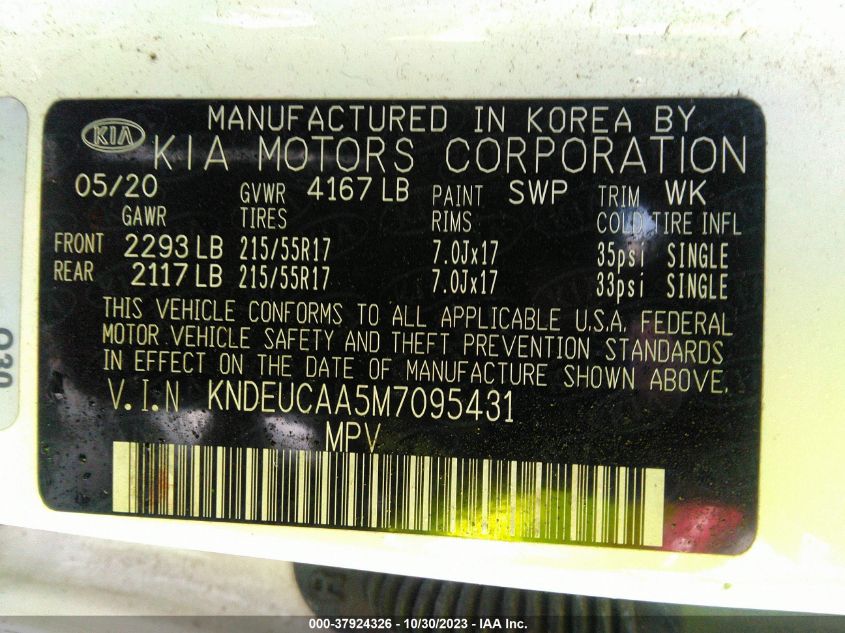 KIA
MANUFACTURED IN KOREA BY
KIA MOTORS CORPORATION
05/20 GVWR 4167 LB PAINT SWP TRIM WK
GAWR TIRES RIMS COLD TIRE INFL
FRONT 2293 LB 215/55R17 7.0Jx17 35psi SINGLE
REAR 2117 LB 215/55R17 7.0Jx17 33psi SINGLE
THIS VEHICLE CONFORMS TO ALL APPLICABLE U.S.A. FEDERAL
MOTOR VEHICLE SAFETY AND THEFT PREVENTION STANDARDS
IN EFFECT ON THE DATE OF MANUFACTURE SHOWN ABOVE.
V.I.N KNDEUCAA5M7095431
MPV
000-37924326 - 10/30/2023 - IAA Inc.